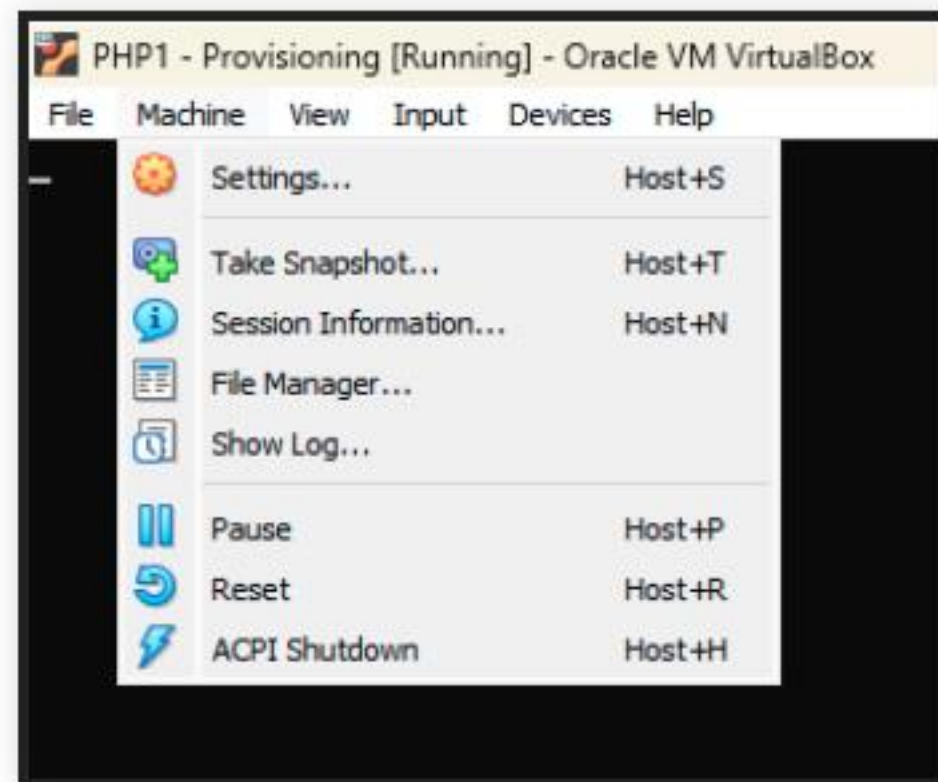 PHP1 - Provisioning [Running] - Oracle VM VirtualBox
File Machine View Input Devices Help
Settings... Host+S
Take Snapshot... Host+T
Session Information... Host+N
File Manager...
Show Log...
Pause Host+P
Reset Host+R
ACPI Shutdown Host+H